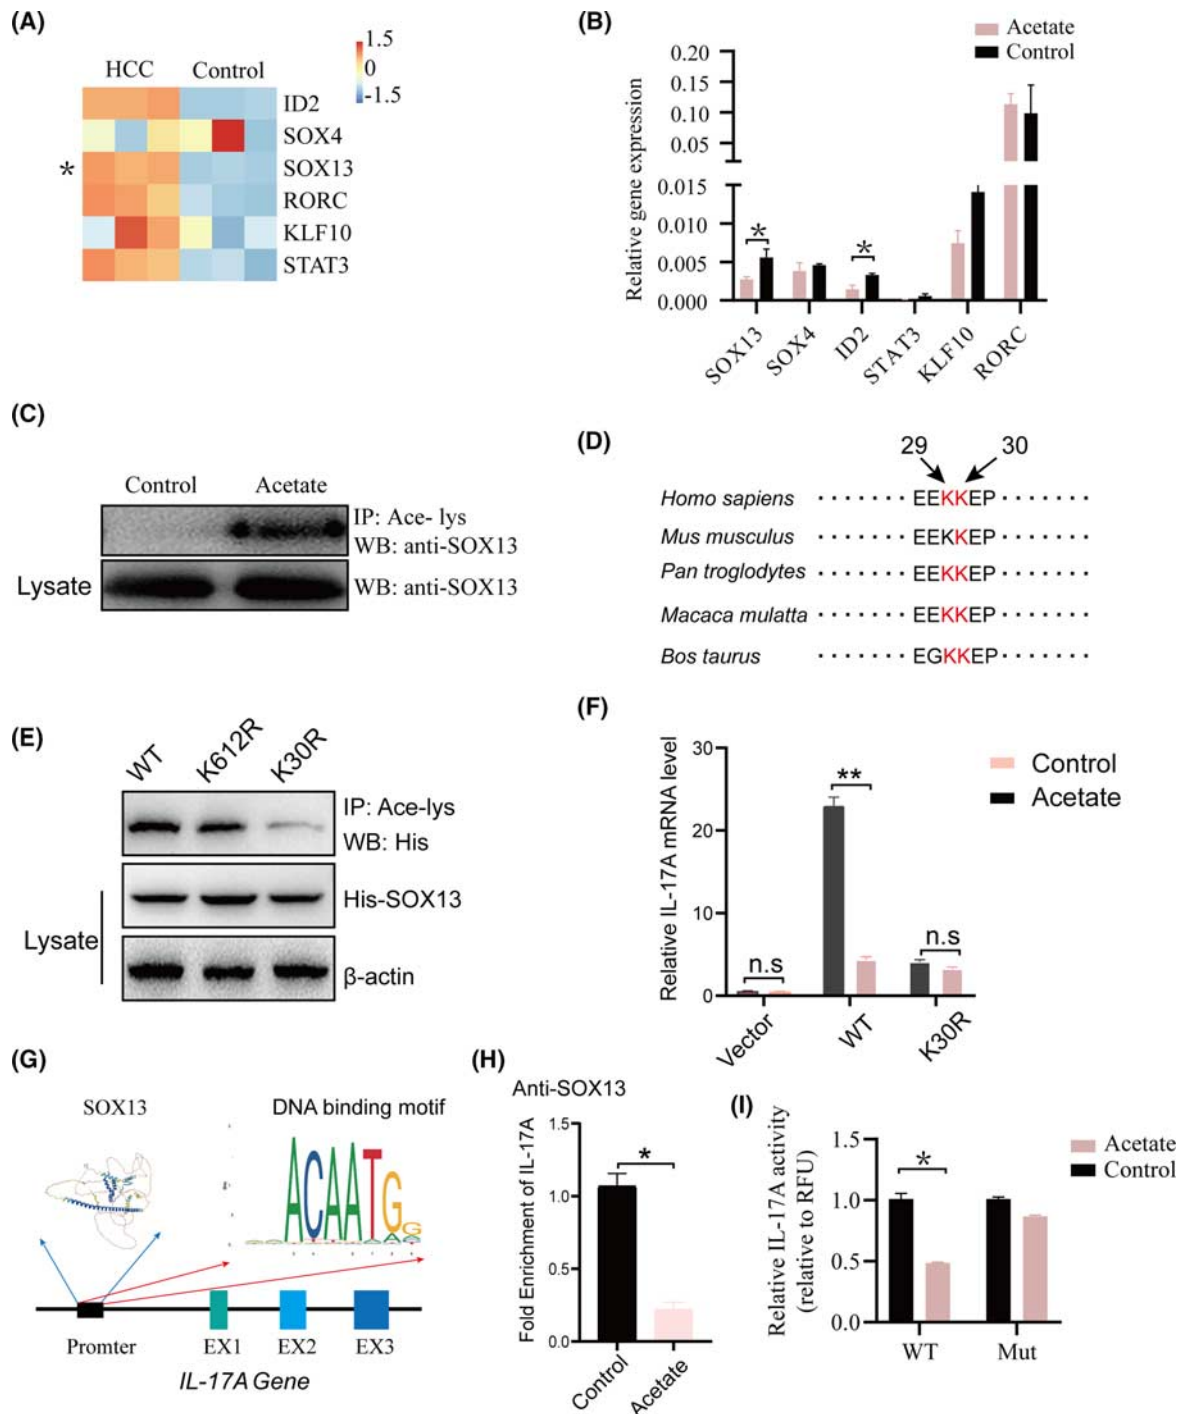 (A)
HCC Control
1.5
0
-1.5
ID2
SOX4
*
SOX13
RORC
KLF10
STAT3
(B)
Acetate
Control
Relative gene expression
0.20
0.15
0.10
0.05
0.015
0.010
0.005
0.000
*
*
SOX13
SOX4
ID2
STAT3
KLF10
RORC
(C)
Control Acetate
IP: Ace- lys
WB: anti-SOX13
Lysate
WB: anti-SOX13
(D)
29 30
Homo sapiens ······· EEKKEP·······
Mus musculus ······· EEKKEP·······
Pan troglodytes ······· EEKKEP·······
Macaca mulatta ······· EEKKEP·······
Bos taurus ······· EGKKEP·······
(E)
WT K612R K30R
IP: Ace-lys
WB: His
His-SOX13
Lysate
β-actin
(F)
Control
Acetate
Relative IL-17A mRNA level
30
20
10
0
n.s
**
n.s
Vector
WT
K30R
(G)
SOX13
DNA binding motif
ACAATG
Promter EX1 EX2 EX3
IL-17A Gene
(H)
Anti-SOX13
Fold Enrichment of IL-17A
1.5
1.0
0.5
0.0
*
Control
Acetate
(I)
Acetate
Control
Relative IL-17A activity
(relative to RFU)
1.5
1.0
0.5
0.0
*
WT Mut